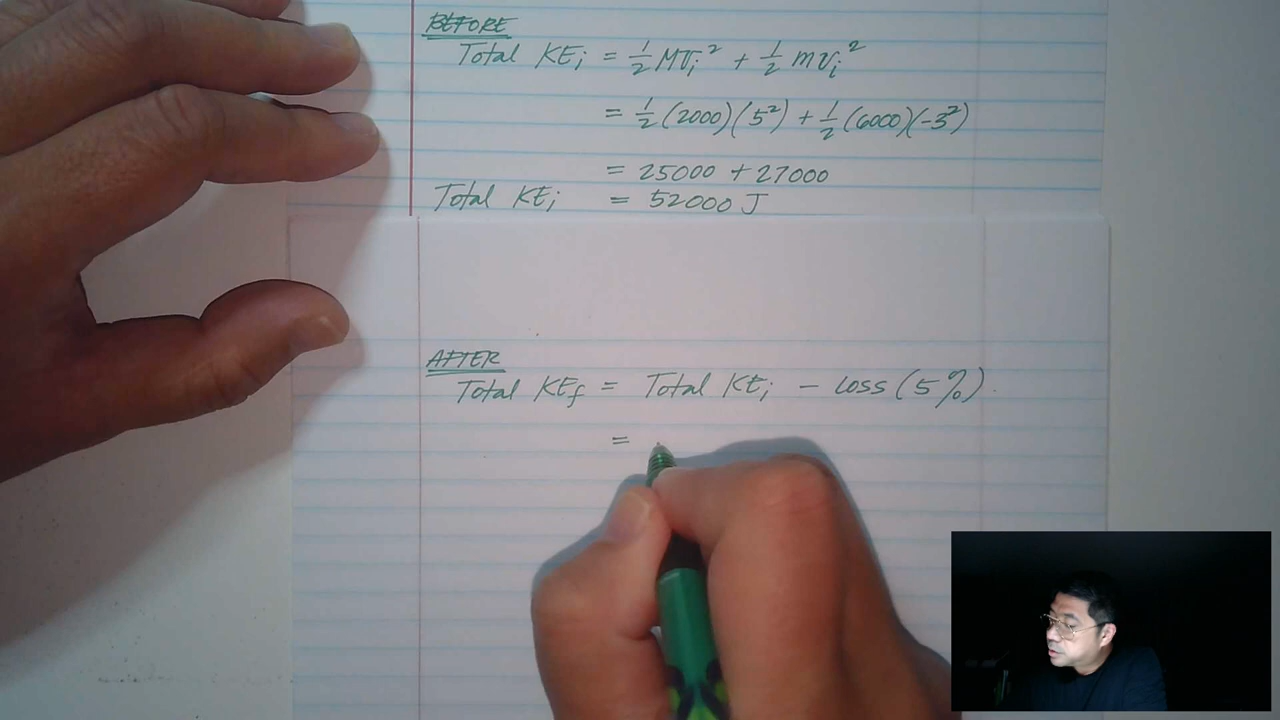 BEFORE
Total KEi = 1/2 MVi² + 1/2 mvi²
= 1/2 (2000)(5²) + 1/2 (6000)(-3²)
= 25000 + 27000
Total KEi = 52000 J
AFTER
Total KEf = Total KEi - Loss (5%).
=